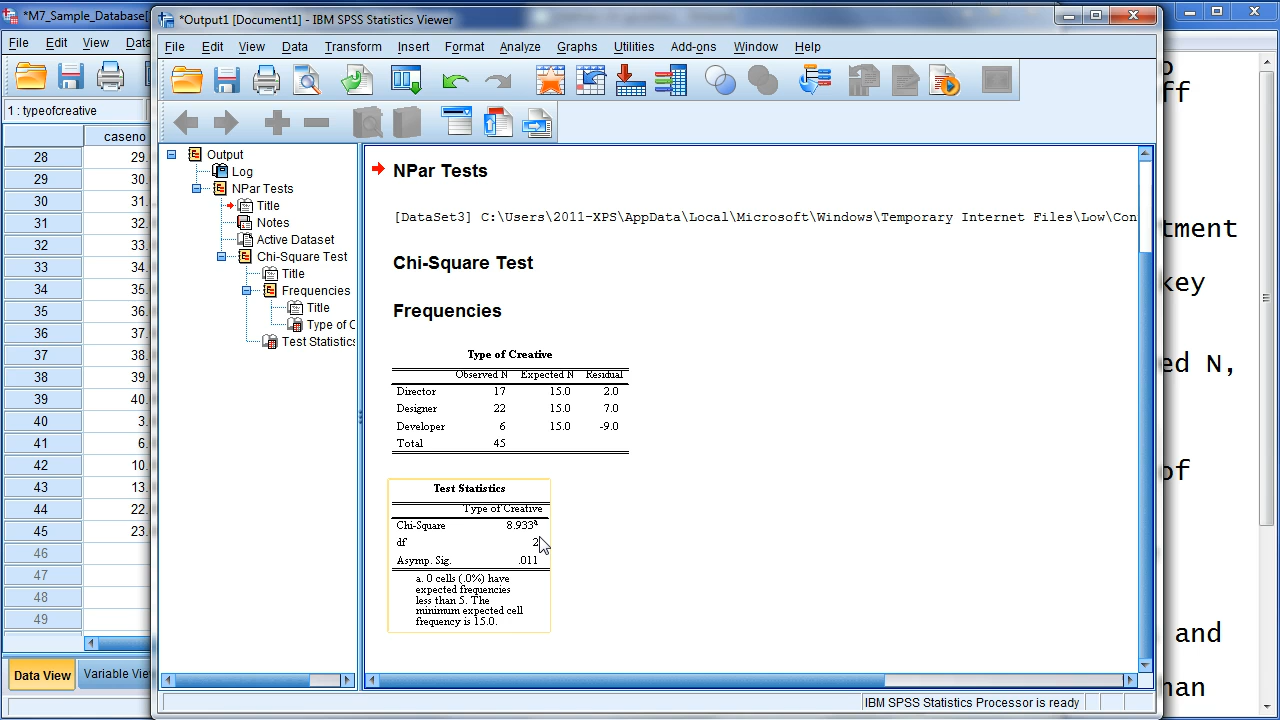 *M7_Sample_Database[
*Output1 [Document1] - IBM SPSS Statistics Viewer
File Edit View Data
File Edit View Data Transform Insert Format Analyze Graphs Utilities Add-ons Window Help
1 : typeofcreative
caseno
28 29.
29 30.
30 31.
31 32.
32 33.
33 34.
34 35.
35 36.
36 37.
37 38.
38 39.
39 40.
40 3.
41 6.
42 10.
43 13.
44 22.
45 23.
46
47
48
49
Data View Variable Vie
Output
Log
NPar Tests
Title
Notes
Active Dataset
Chi-Square Test
Title
Frequencies
Title
Type of C
Test Statistics
NPar Tests
[DataSet3] C:\Users\2011-XPS\AppData\Local\Microsoft\Windows\Temporary Internet Files\Low\Con
Chi-Square Test
Frequencies
Type of Creative
Observed N Expected N Residual
Director 17 15.0 2.0
Designer 22 15.0 7.0
Developer 6 15.0 -9.0
Total 45
Test Statistics
Type of Creative
Chi-Square 8.933a
df 2
Asymp. Sig. .011
a. 0 cells (.0%) have
expected frequencies
less than 5. The
minimum expected cell
frequency is 15.0.
IBM SPSS Statistics Processor is ready
ff
tment
key
ed N,
of
and